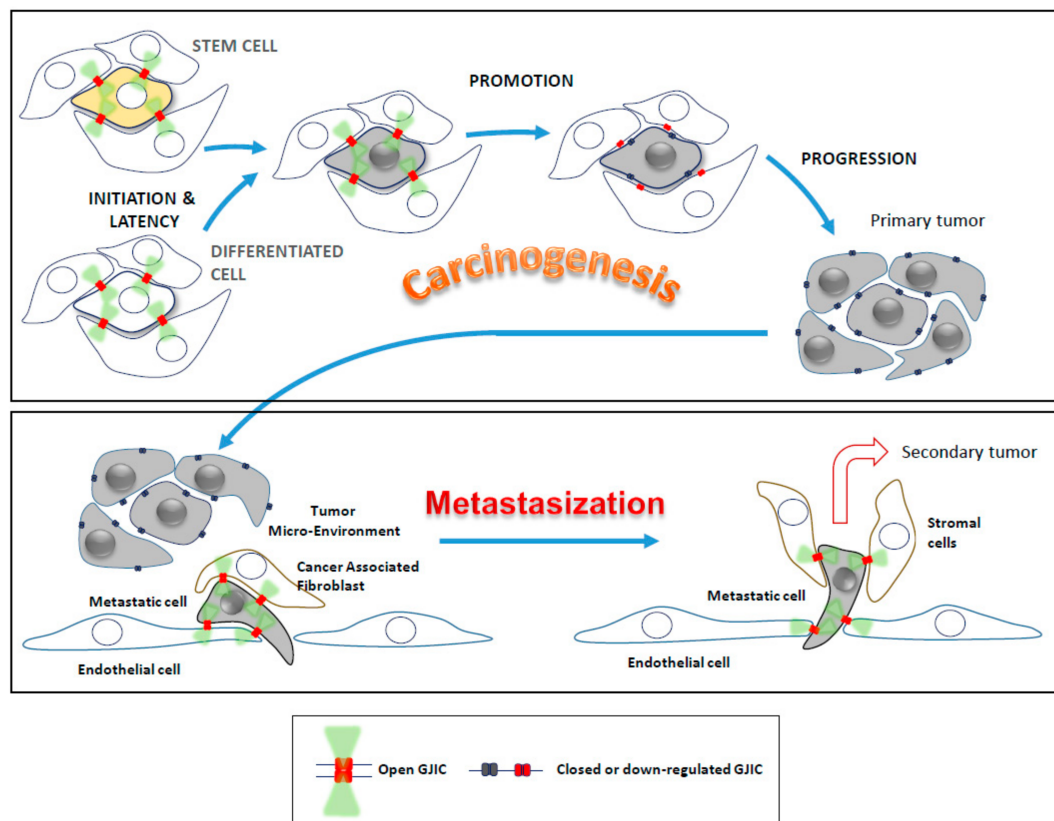 STEM CELL
PROMOTION
PROGRESSION
INITIATION &
LATENCY
DIFFERENTIATED
CELL
Primary tumor
Carcinogenesis
Metastasization
Secondary tumor
Tumor
Micro-Environment
Stromal
cells
Cancer Associated
Fibroblast
Metastatic cell
Metastatic cell
Endothelial cell
Endothelial cell
Open GJIC
Closed or down-regulated GJIC